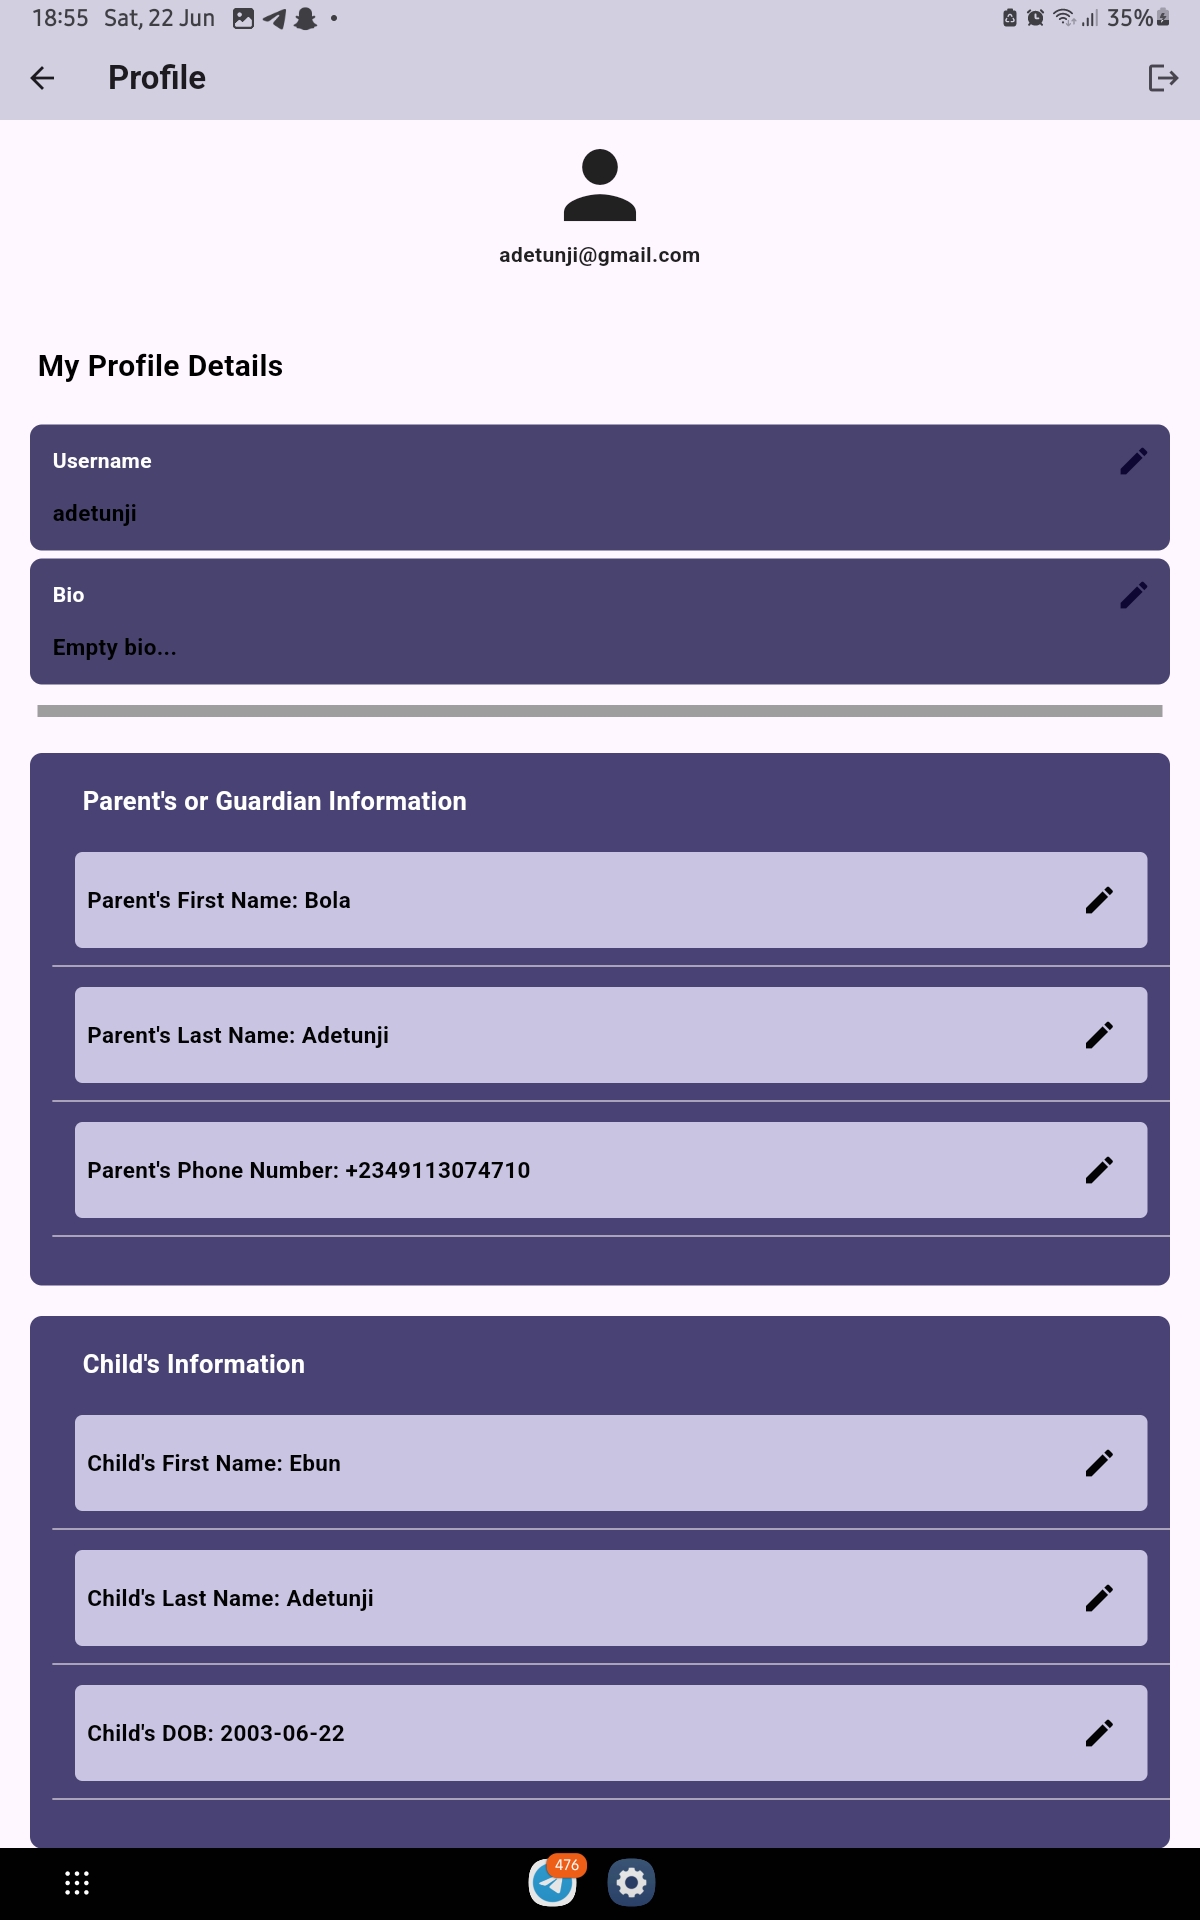 18:55 Sat, 22 Jun
35%
Profile
adetunji@gmail.com
My Profile Details
Username
adetunji
Bio
Empty bio...
Parent's or Guardian Information
Parent's First Name: Bola
Parent's Last Name: Adetunji
Parent's Phone Number: +2349113074710
Child's Information
Child's First Name: Ebun
Child's Last Name: Adetunji
Child's DOB: 2003-06-22
476